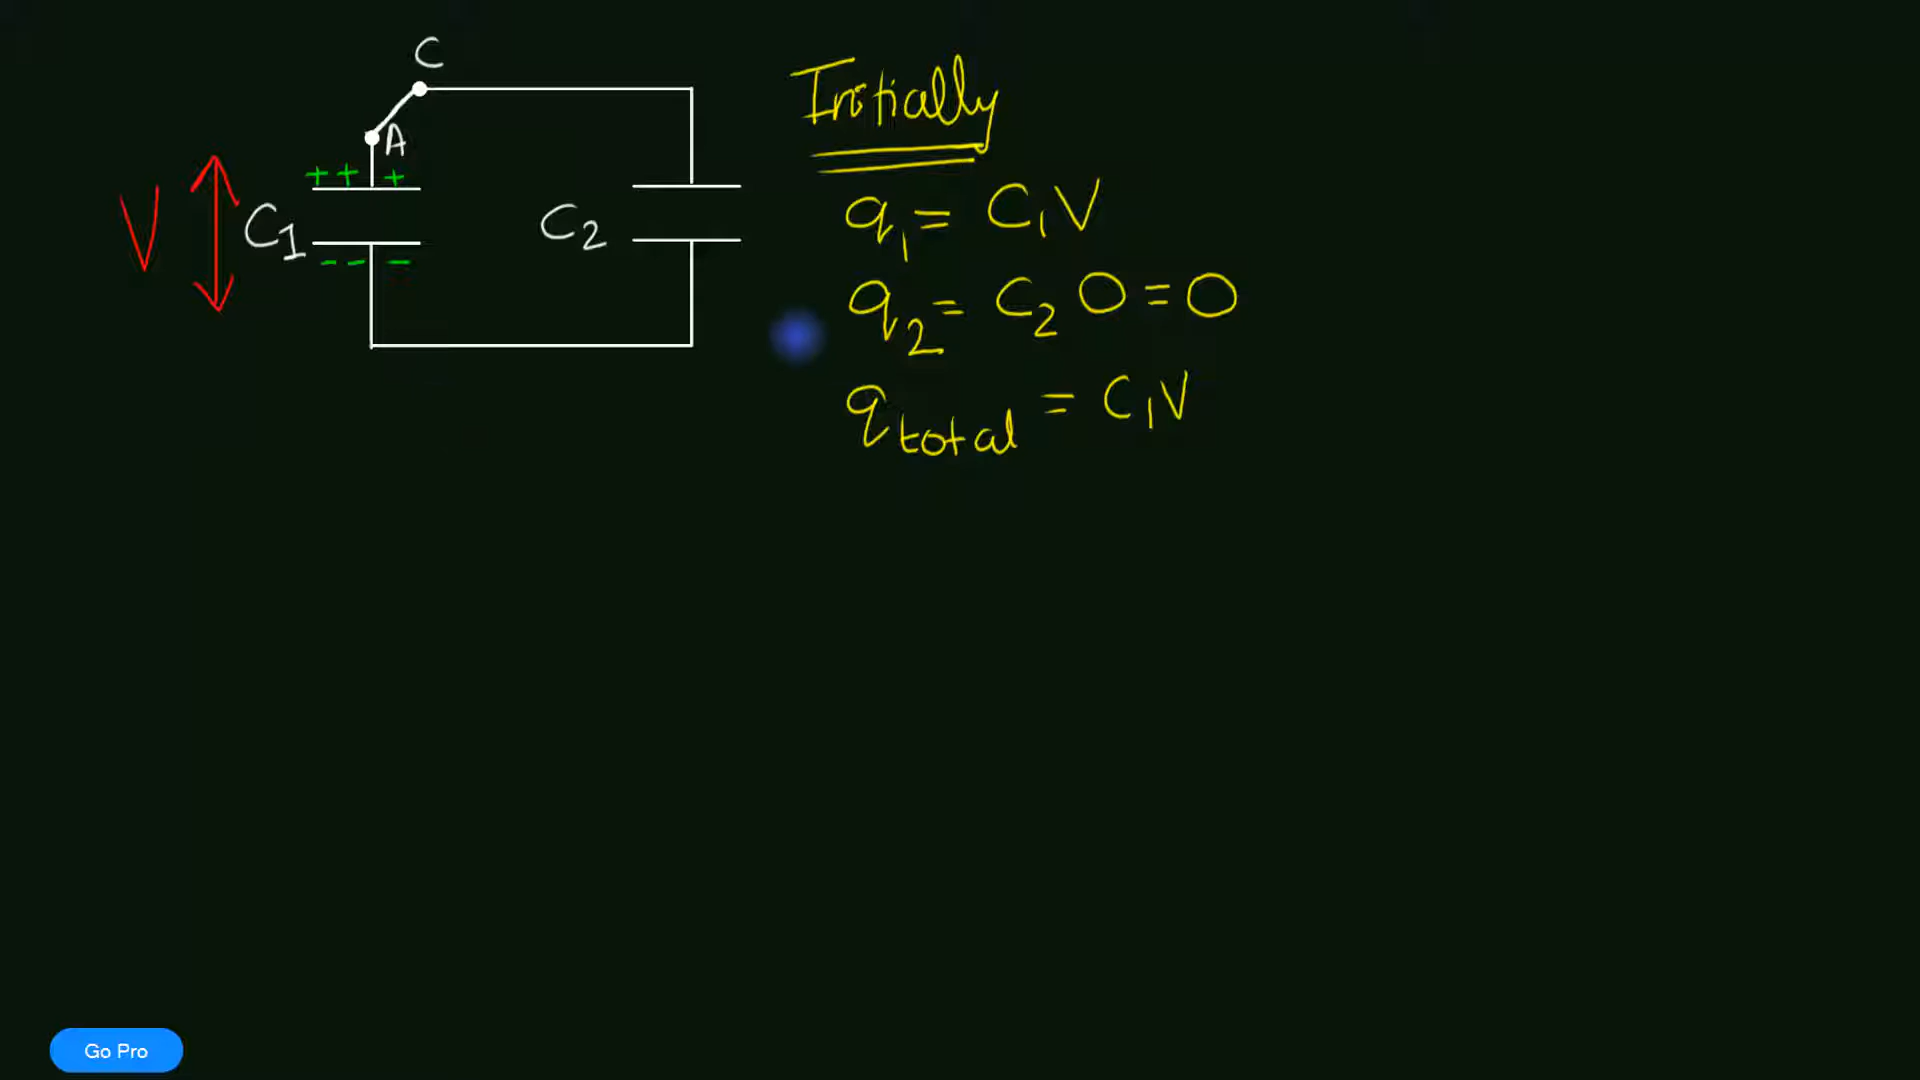 C
A
+ + +
V
C1
C2
-- -
Initially
q1 = C1V
q2 = C2 0 = 0
qtotal = C1V
Go Pro